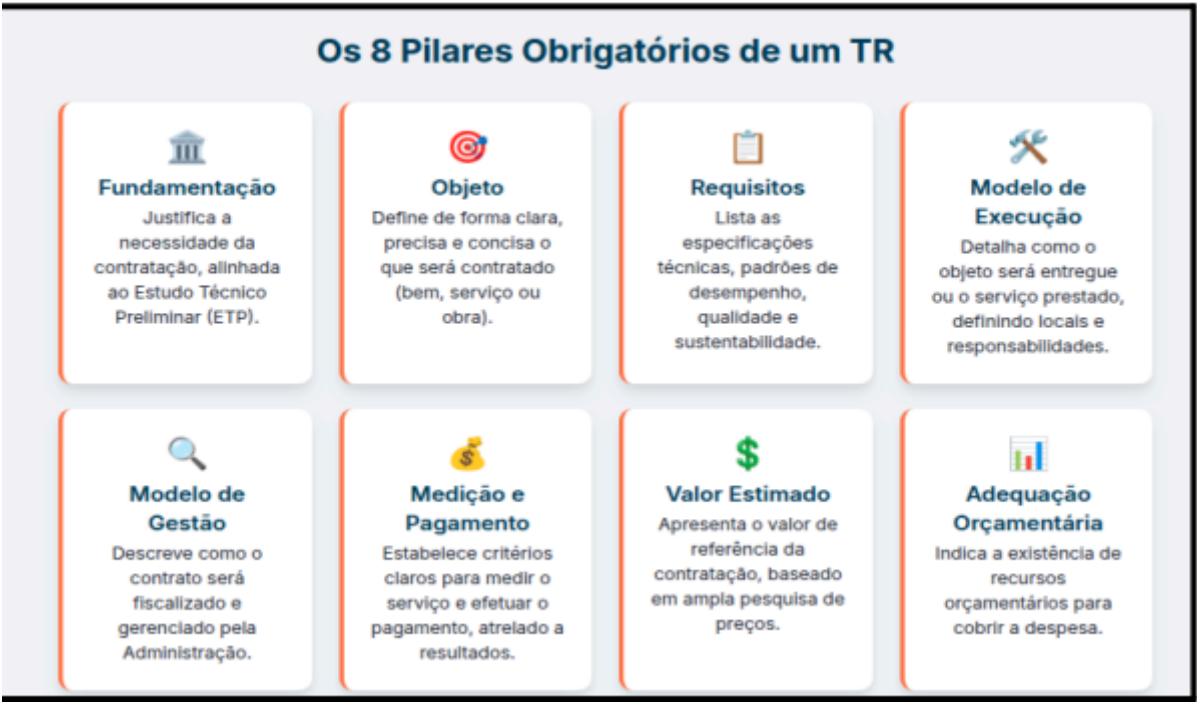 Os 8 Pilares Obrigatórios de um TR
Fundamentação
Justifica a
necessidade da
contratação, alinhada
ao Estudo Técnico
Preliminar (ETP).
Objeto
Define de forma clara,
precisa e concisa o
que será contratado
(bem, serviço ou
obra).
Requisitos
Lista as
especificações
técnicas, padrões de
desempenho,
qualidade e
sustentabilidade.
Modelo de
Execução
Detalha como o
objeto será entregue
ou o serviço prestado,
definindo locais e
responsabilidades.
Modelo de
Gestão
Descreve como o
contrato será
fiscalizado e
gerenciado pela
Administração.
Medição e
Pagamento
Estabelece critérios
claros para medir o
serviço e efetuar o
pagamento, atrelado a
resultados.
Valor Estimado
Apresenta o valor de
referência da
contratação, baseado
em ampla pesquisa de
preços.
Adequação
Orçamentária
Indica a existência de
recursos
orçamentários para
cobrir a despesa.